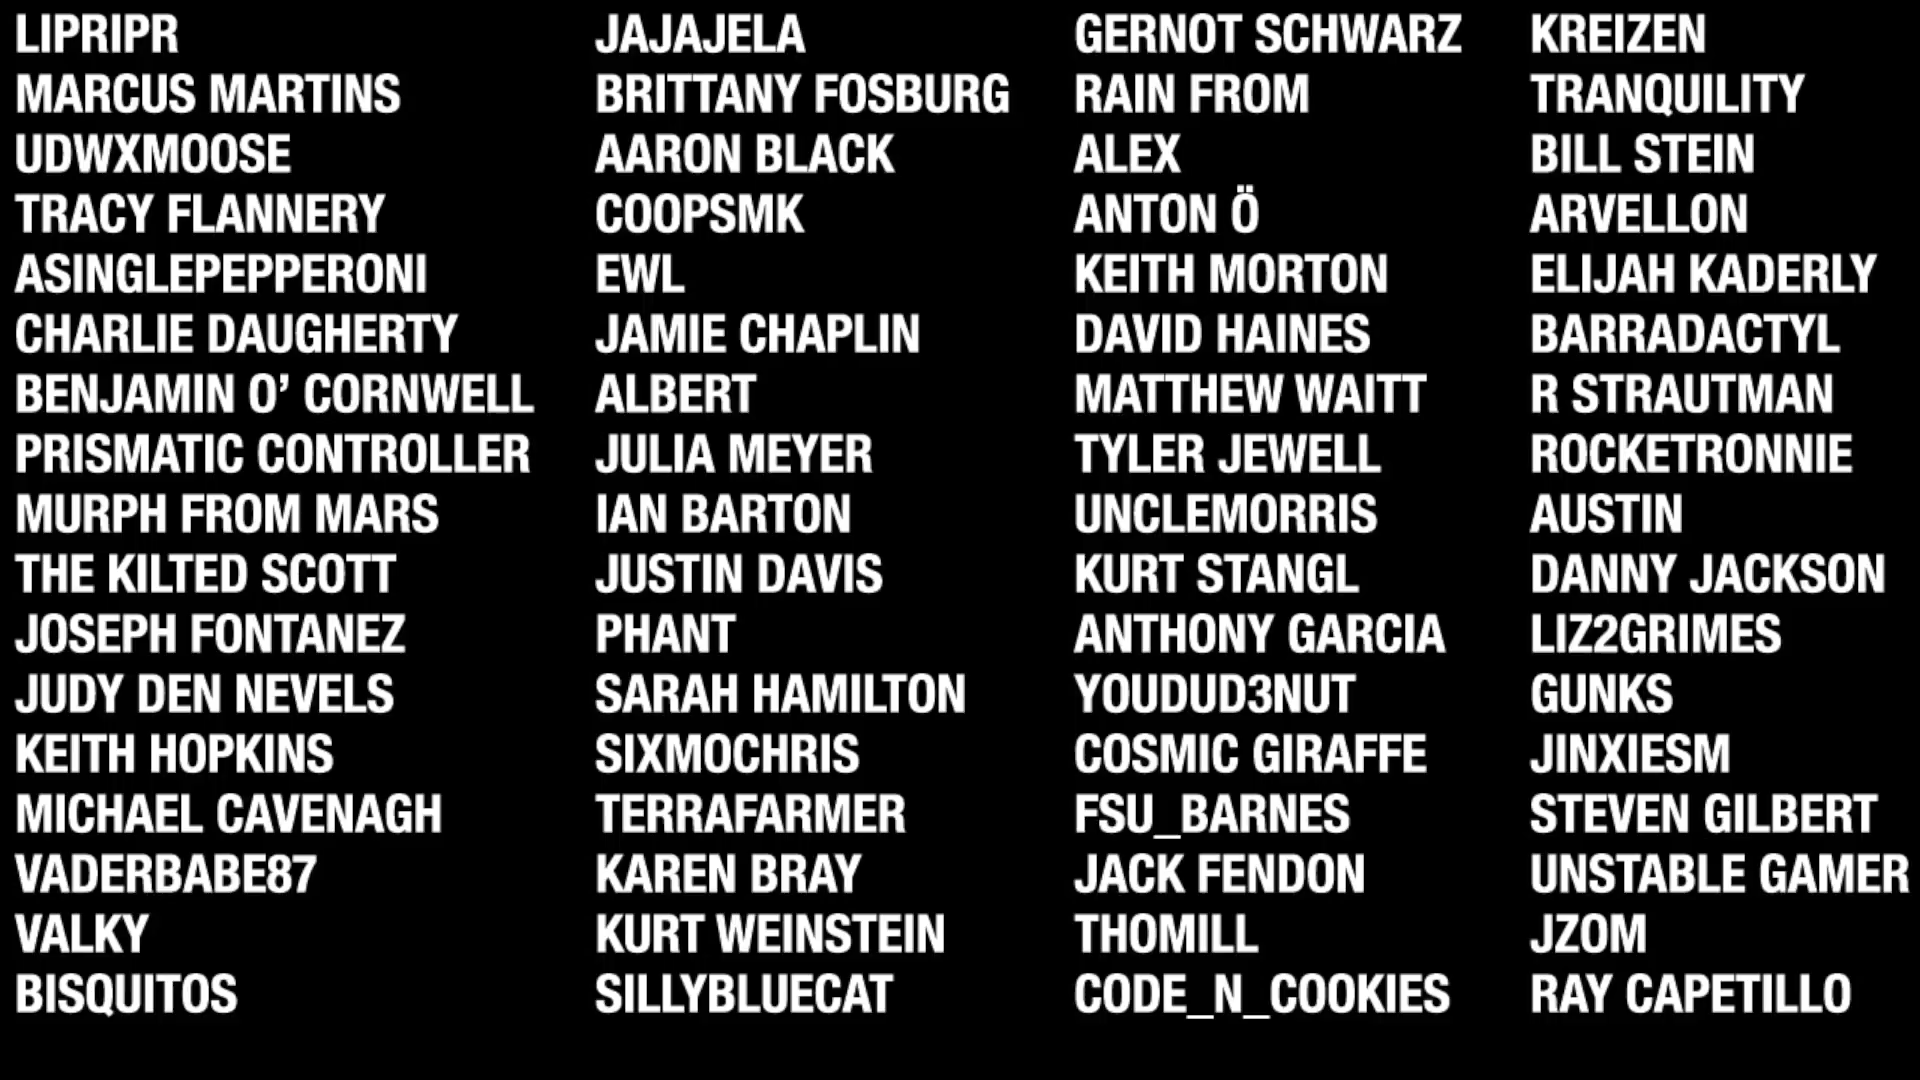 LIPRIPR
MARCUS MARTINS
UDWXMOOSE
TRACY FLANNERY
ASINGLEPEPPERONI
CHARLIE DAUGHERTY
BENJAMIN O’ CORNWELL
PRISMATIC CONTROLLER
MURPH FROM MARS
THE KILTED SCOTT
JOSEPH FONTANEZ
JUDY DEN NEVELS
KEITH HOPKINS
MICHAEL CAVENAGH
VADERBABE87
VALKY
BISQUITOS
JAJAJELA
BRITTANY FOSBURG
AARON BLACK
COOPSMK
EWL
JAMIE CHAPLIN
ALBERT
JULIA MEYER
IAN BARTON
JUSTIN DAVIS
PHANT
SARAH HAMILTON
SIXMOCHRIS
TERRAFARMER
KAREN BRAY
KURT WEINSTEIN
SILLYBLUECAT
GERNOT SCHWARZ
RAIN FROM
ALEX
ANTON Ö
KEITH MORTON
DAVID HAINES
MATTHEW WAITT
TYLER JEWELL
UNCLEMORRIS
KURT STANGL
ANTHONY GARCIA
YOUDUD3NUT
COSMIC GIRAFFE
FSU_BARNES
JACK FENDON
THOMILL
CODE_N_COOKIES
KREIZEN
TRANQUILITY
BILL STEIN
ARVELLON
ELIJAH KADERLY
BARRADACTYL
R STRAUTMAN
ROCKETRONNIE
AUSTIN
DANNY JACKSON
LIZ2GRIMES
GUNKS
JINXIESM
STEVEN GILBERT
UNSTABLE GAMER
JZOM
RAY CAPETILLO